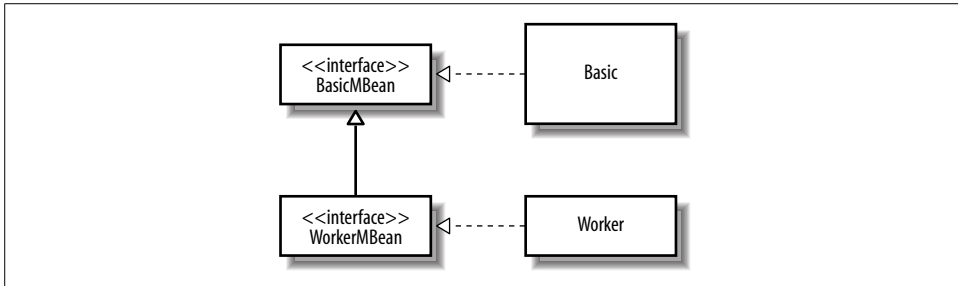 <<interface>>
BasicMBean
Basic
<<interface>>
WorkerMBean
Worker